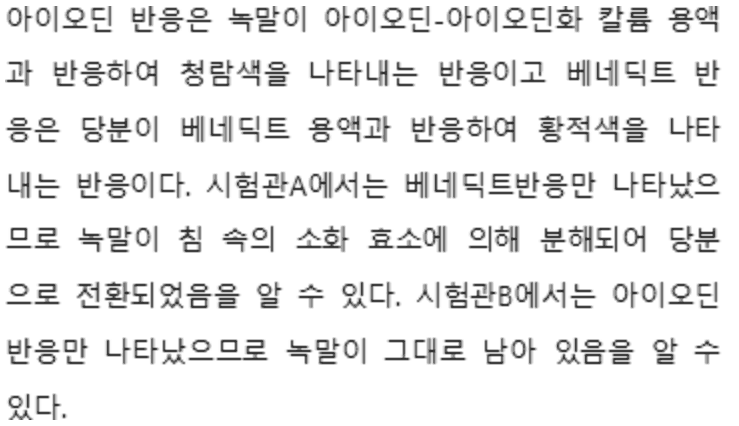 아이오딘 반응은 녹말이 아이오딘-아이오딘화 칼륨 용액
과 반응하여 청람색을 나타내는 반응이고 베네딕트 반
응은 당분이 베네딕트 용액과 반응하여 황적색을 나타
내는 반응이다. 시험관A에서는 베네딕트반응만 나타났으
므로 녹말이 침 속의 소화 효소에 의해 분해되어 당분
으로 전환되었음을 알 수 있다. 시험관B에서는 아이오딘
반응만 나타났으므로 녹말이 그대로 남아 있음을 알 수
있다.